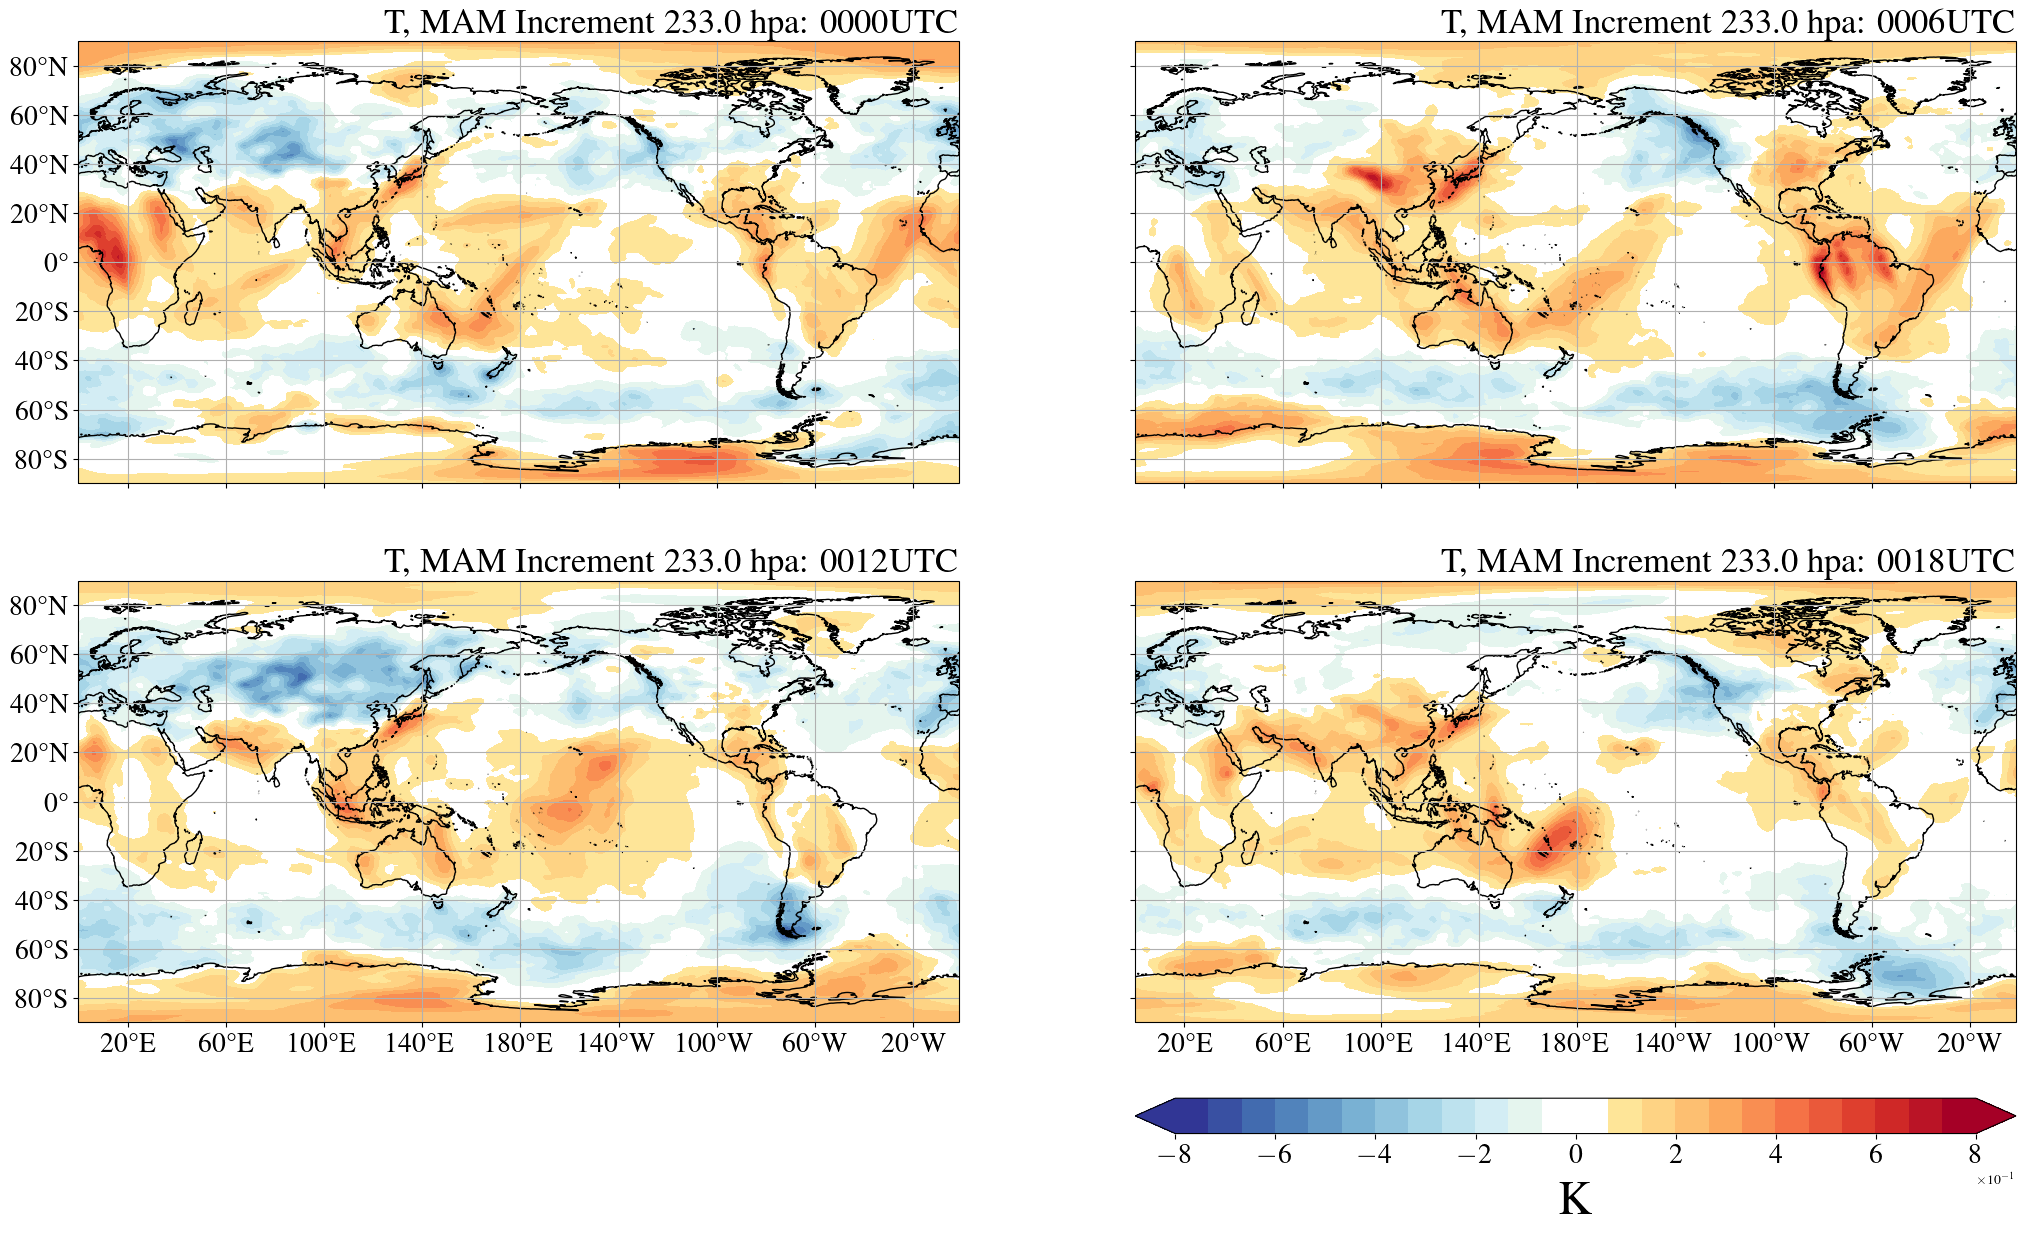 T, MAM Increment 233.0 hpa: 0000UTC
T, MAM Increment 233.0 hpa: 0006UTC
80°N
60°N
40°N
20°N
0°
20°S
40°S
60°S
80°S
T, MAM Increment 233.0 hpa: 0012UTC
T, MAM Increment 233.0 hpa: 0018UTC
80°N
60°N
40°N
20°N
0°
20°S
40°S
60°S
80°S
20°E 60°E 100°E 140°E 180°E 140°W 100°W 60°W 20°W
20°E 60°E 100°E 140°E 180°E 140°W 100°W 60°W 20°W
−8 −6 −4 −2 0 2 4 6 8
×10⁻¹
K